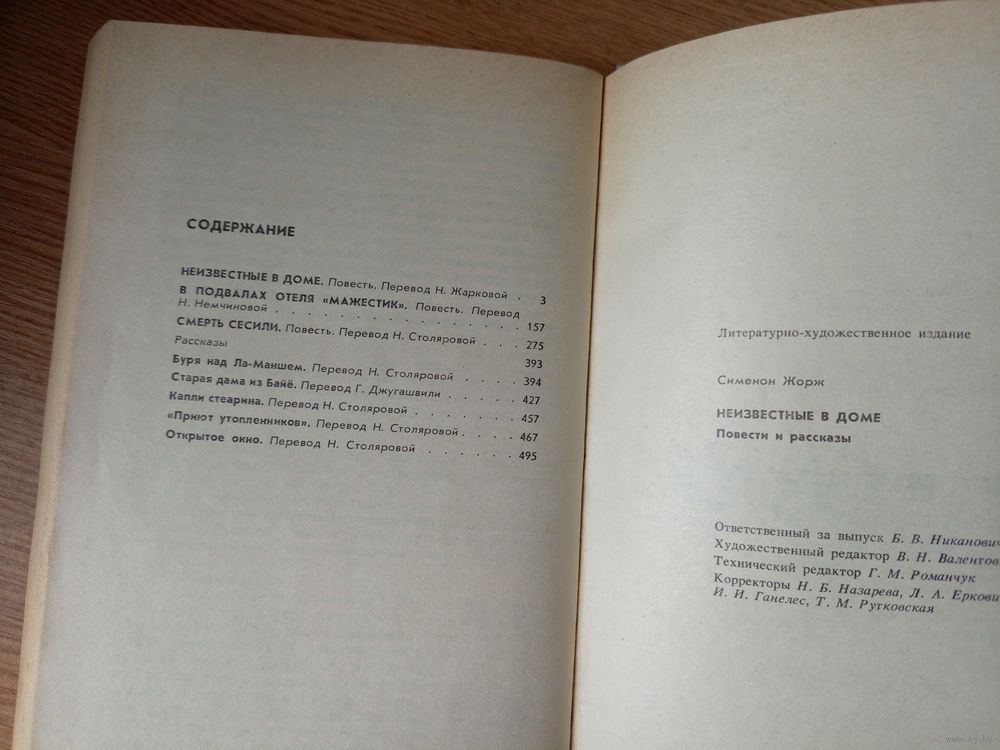 СОДЕРЖАНИЕ
НЕИЗВЕСТНЫЕ В ДОМЕ. Повесть. Перевод Н. Жарковой . 3
В ПОДВАЛАХ ОТЕЛЯ «МАЖЕСТИК». Повесть. Перевод
Н. Немчиновой . . . . . . . . . . . . . . . 157
СМЕРТЬ СЕСИЛИ. Повесть. Перевод Н. Столяровой . . . 275
Рассказы 393
Буря над Ла-Маншем. Перевод Н. Столяровой . . . . 394
Старая дама из Байё. Перевод Г. Джугашвили . . . . 427
Капли стеарина. Перевод Н. Столяровой . . . . . . 457
«Приют утопленников». Перевод Н. Столяровой . . . . 467
Открытое окно. Перевод Н. Столяровой . . . . . . 495
Литературно-художественное издание
Сименон Жорж
НЕИЗВЕСТНЫЕ В ДОМЕ
Повести и рассказы
Ответственный за выпуск Б. В. Никанович
Художественный редактор В. Н. Валентов
Технический редактор Г. М. Романчук
Корректоры Н. Б. Назарева, Л. А. Еркови
И. И. Ганелес, Т. М. Рутковская
www.ay.by